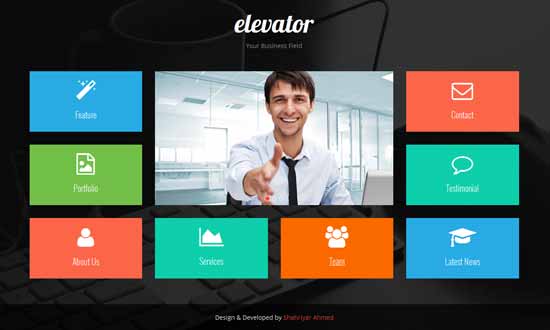 elevator
Your Business Field
Feature
Contact
Portfolio
Testimonial
About Us
Services
Team
Latest News
Design & Developed by Shahriyar Ahmed